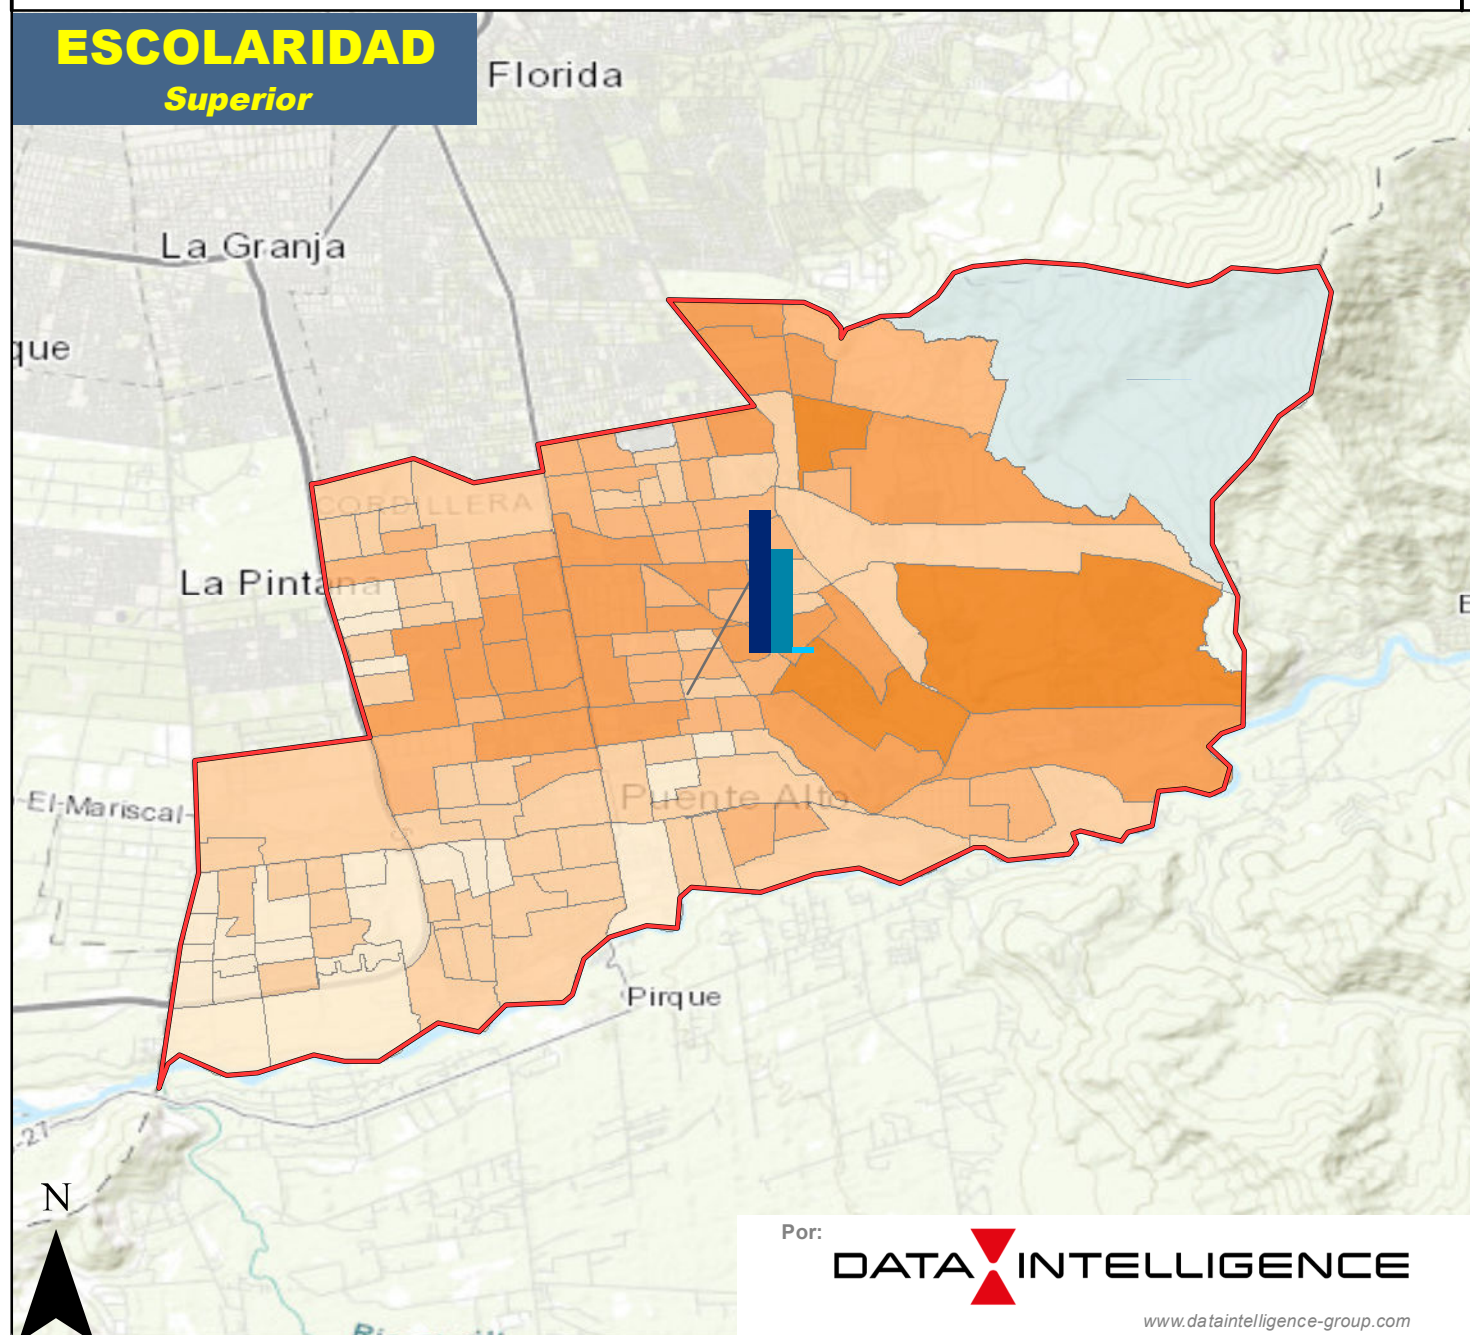 ESCOLARIDAD
Superior
Florida
La Granja
que
CORDILLERA
La Pintana
E
Puente Alto
El-Mariscal
S
Pirque
-27
N
Por:
DATA INTELLIGENCE
www.dataintelligence-group.com